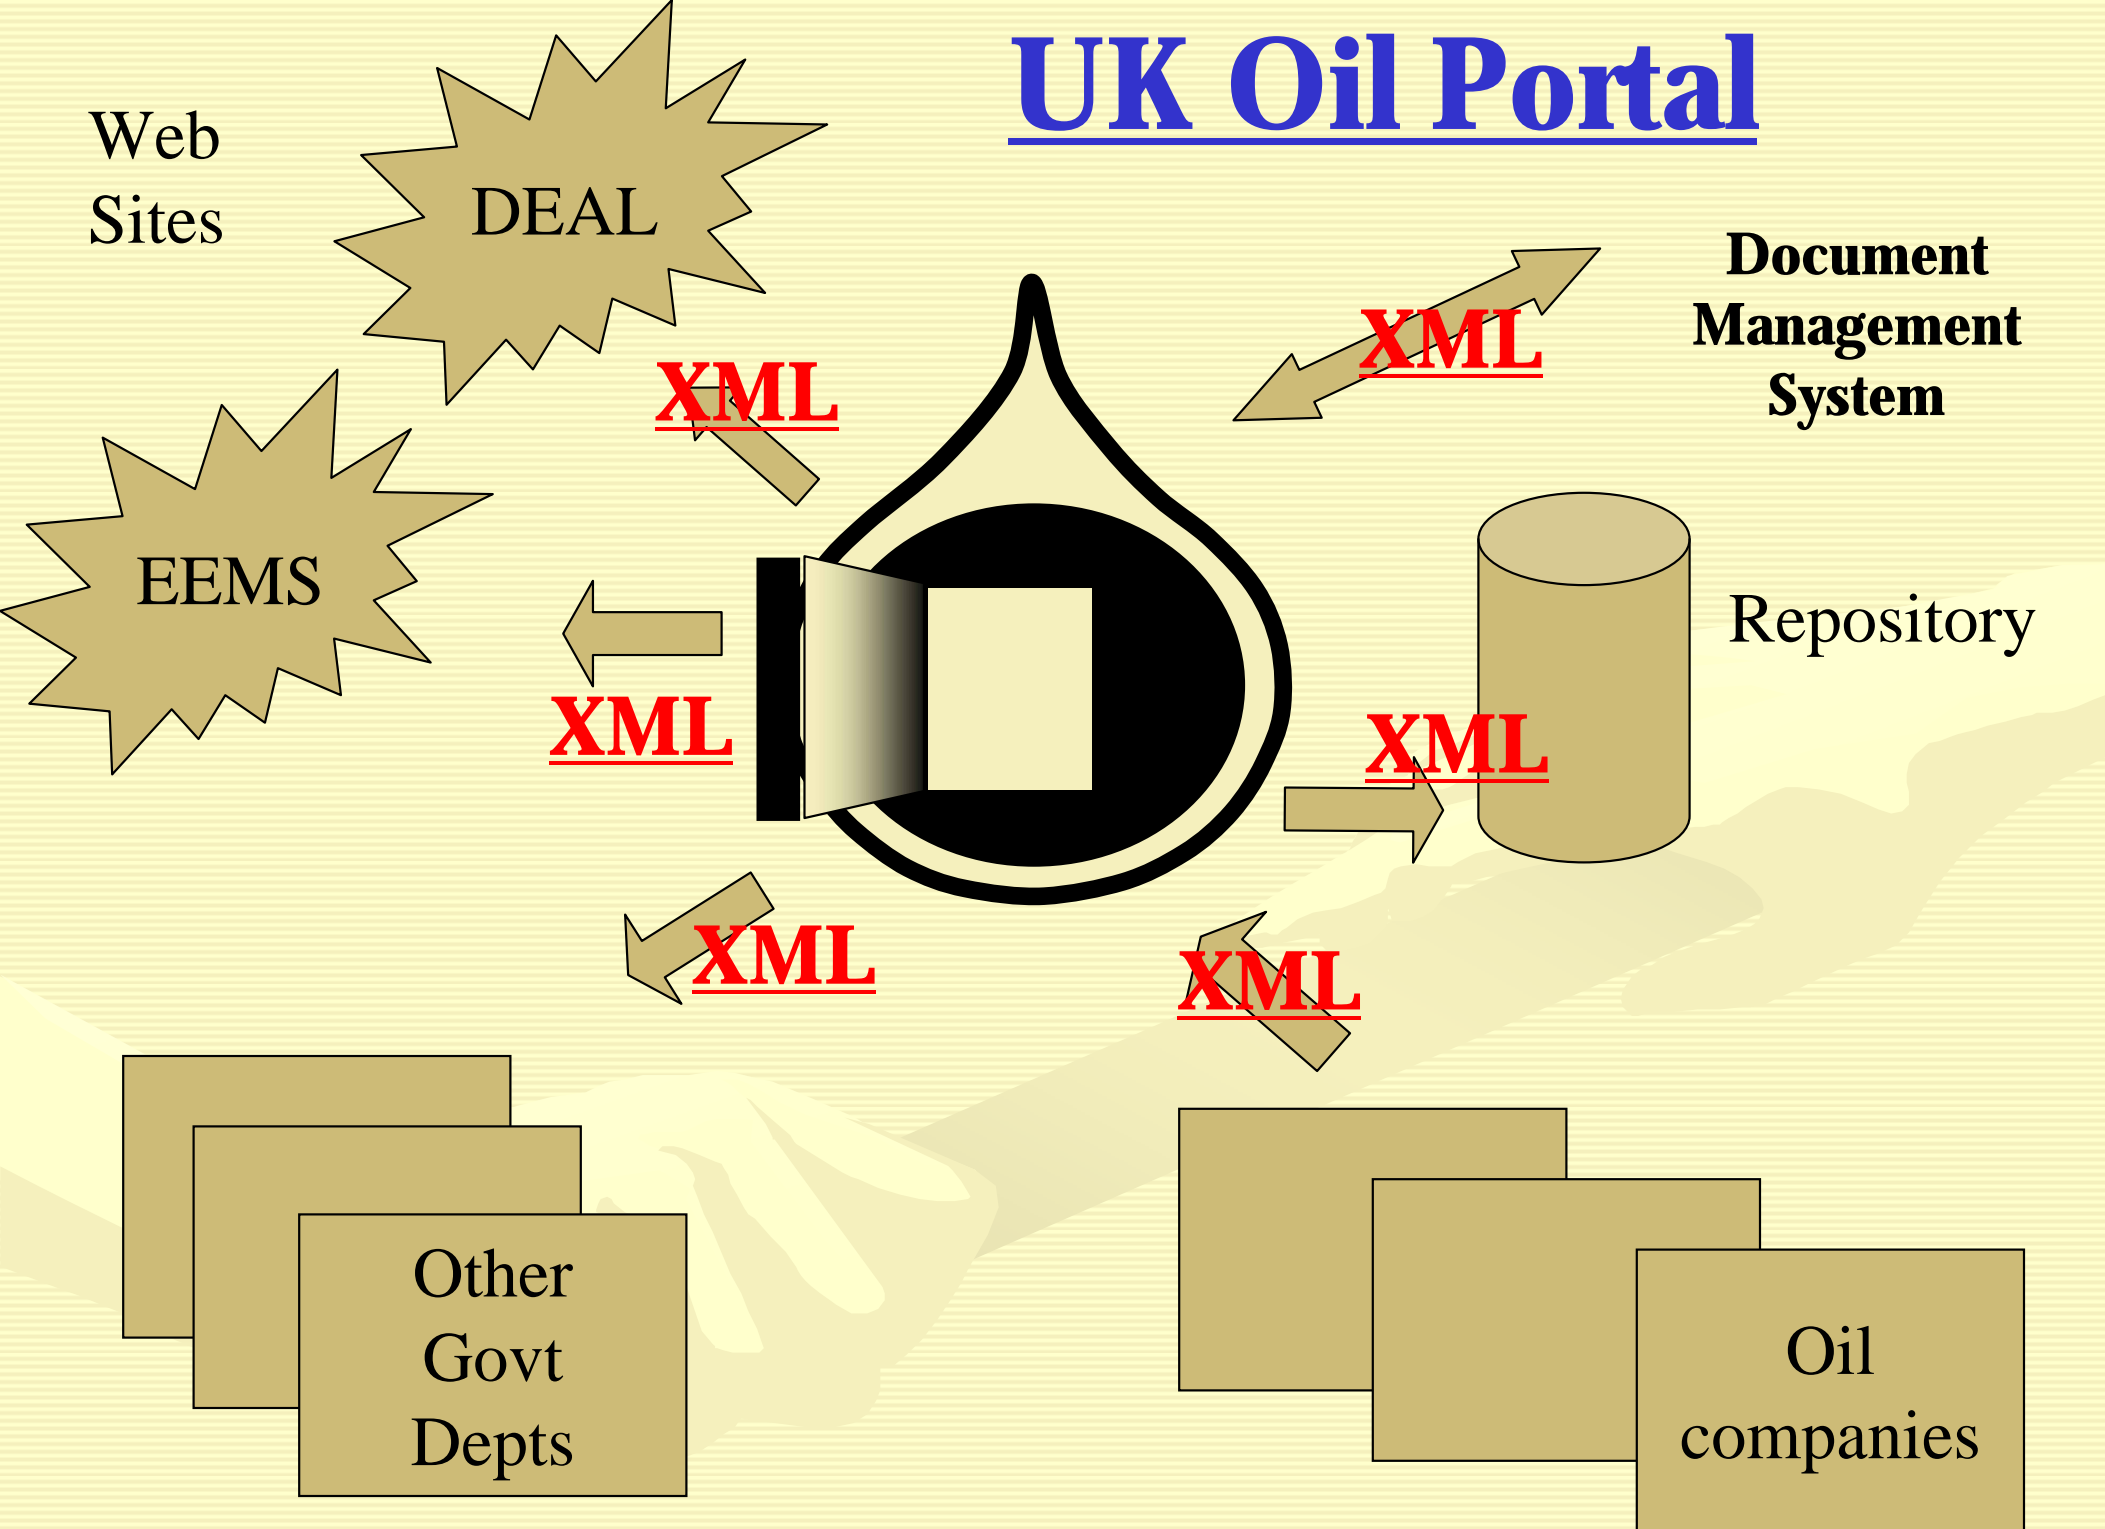 UK Oil Portal
Web
Sites
DEAL
Document
Management
System
XML
XML
EEMS
Repository
XML
XML
XML
XML
Other
Govt
Depts
Oil
companies